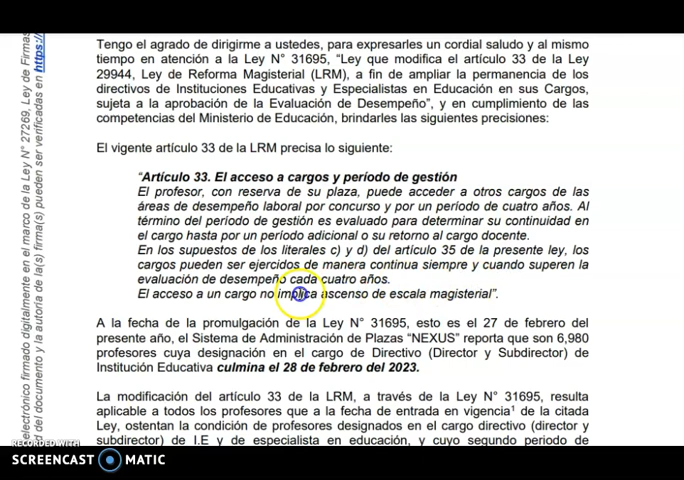 electrónico firmado digitalmente en el marco de la Ley N° 27269, Ley de Firmas
d del documento y la autoría de la(s) firma(s) pueden ser verificadas en https:/
Tengo el agrado de dirigirme a ustedes, para expresarles un cordial saludo y al mismo
tiempo en atención a la Ley N° 31695, “Ley que modifica el artículo 33 de la Ley
29944, Ley de Reforma Magisterial (LRM), a fin de ampliar la permanencia de los
directivos de Instituciones Educativas y Especialistas en Educación en sus Cargos,
sujeta a la aprobación de la Evaluación de Desempeño”, y en cumplimiento de las
competencias del Ministerio de Educación, brindarles las siguientes precisiones:
El vigente artículo 33 de la LRM precisa lo siguiente:
“Artículo 33. El acceso a cargos y período de gestión
El profesor, con reserva de su plaza, puede acceder a otros cargos de las
áreas de desempeño laboral por concurso y por un período de cuatro años. Al
término del período de gestión es evaluado para determinar su continuidad en
el cargo hasta por un período adicional o su retorno al cargo docente.
En los supuestos de los literales c) y d) del artículo 35 de la presente ley, los
cargos pueden ser ejercidos de manera continua siempre y cuando superen la
evaluación de desempeño cada cuatro años.
El acceso a un cargo no implica ascenso de escala magisterial”.
A la fecha de la promulgación de la Ley N° 31695, esto es el 27 de febrero del
presente año, el Sistema de Administración de Plazas “NEXUS” reporta que son 6,980
profesores cuya designación en el cargo de Directivo (Director y Subdirector) de
Institución Educativa culmina el 28 de febrero del 2023.
La modificación del artículo 33 de la LRM, a través de la Ley N° 31695, resulta
aplicable a todos los profesores que a la fecha de entrada en vigencia¹ de la citada
Ley, ostentan la condición de profesores designados en el cargo directivo (director y
subdirector) de I.E y de especialista en educación, y cuyo segundo periodo de
RECORDED WITH
SCREENCAST MATIC